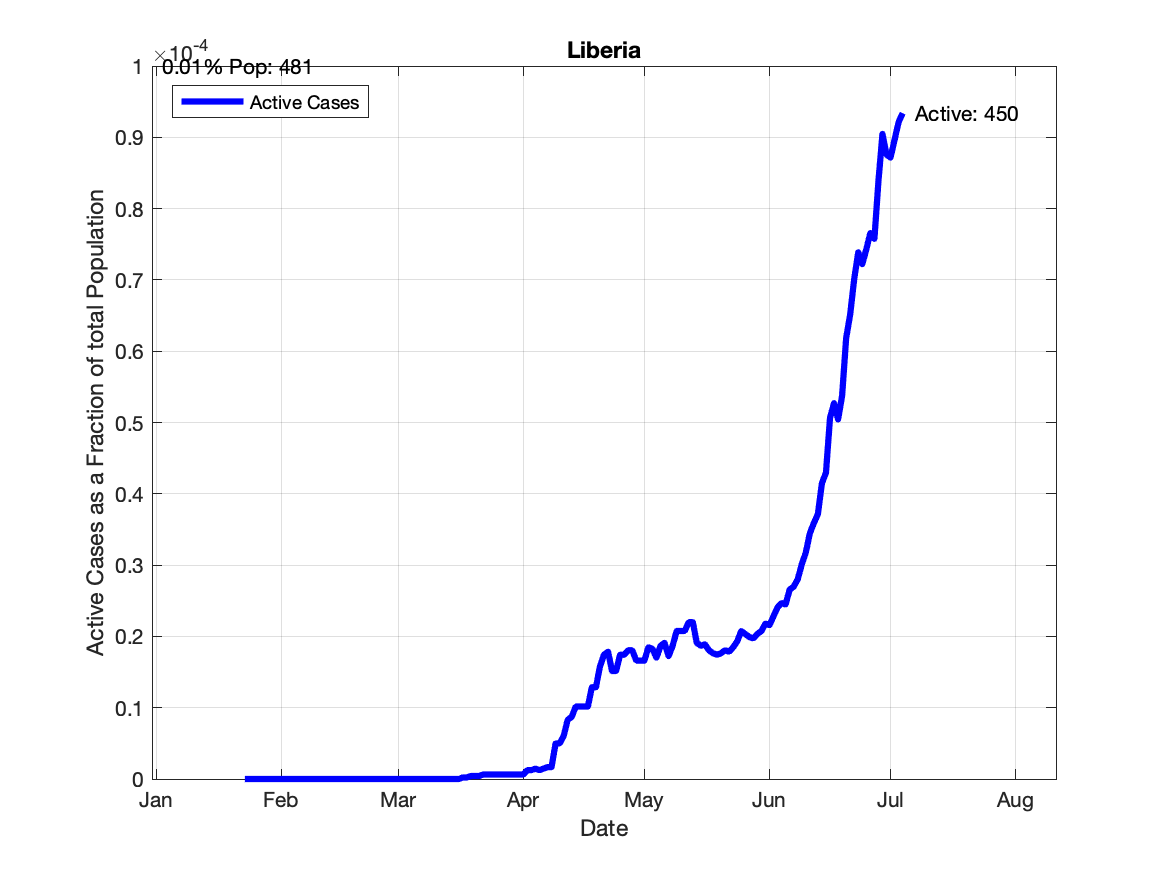 Liberia
×10-4
0.01% Pop: 481
Active Cases
Active: 450
Active Cases as a Fraction of total Population
1
0.9
0.8
0.7
0.6
0.5
0.4
0.3
0.2
0.1
0
Jan Feb Mar Apr May Jun Jul Aug
Date